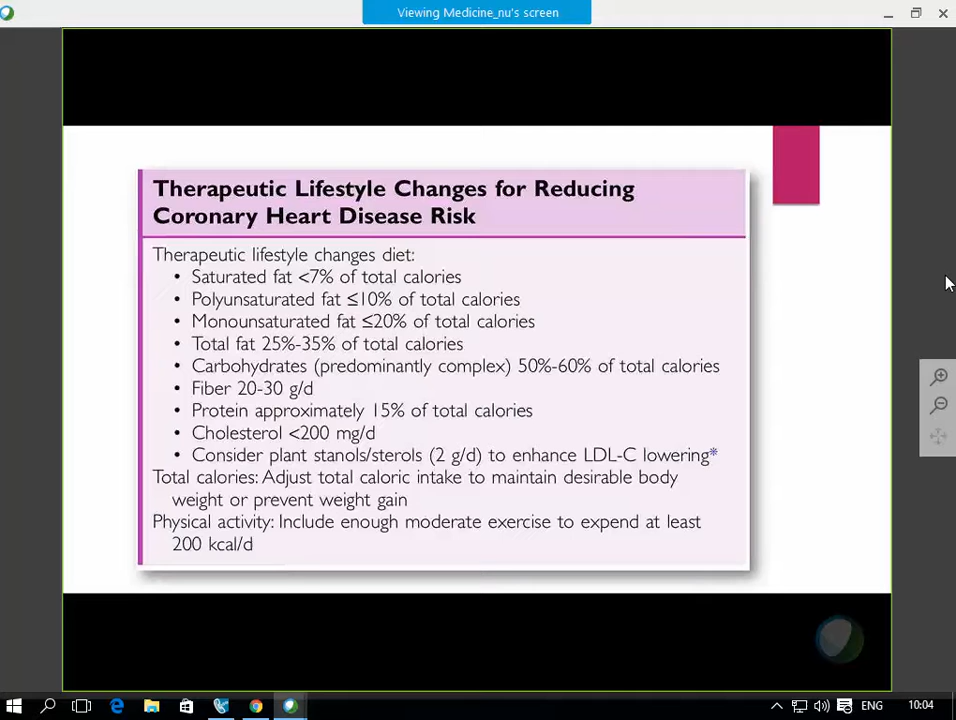 Viewing Medicine_nu's screen
Therapeutic Lifestyle Changes for Reducing
Coronary Heart Disease Risk
Therapeutic lifestyle changes diet:
• Saturated fat <7% of total calories
• Polyunsaturated fat ≤10% of total calories
• Monounsaturated fat ≤20% of total calories
• Total fat 25%-35% of total calories
• Carbohydrates (predominantly complex) 50%-60% of total calories
• Fiber 20-30 g/d
• Protein approximately 15% of total calories
• Cholesterol <200 mg/d
• Consider plant stanols/sterols (2 g/d) to enhance LDL-C lowering*
Total calories: Adjust total caloric intake to maintain desirable body
weight or prevent weight gain
Physical activity: Include enough moderate exercise to expend at least
200 kcal/d
ENG
10:04